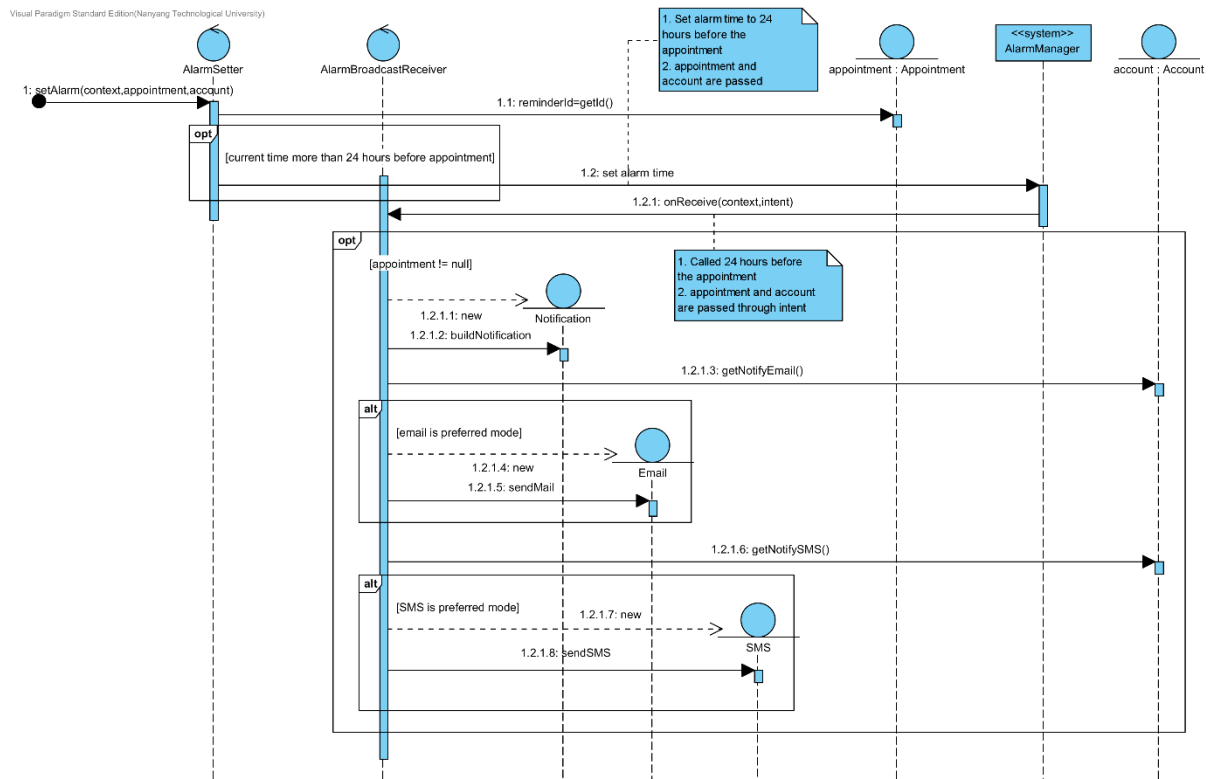 Visual Paradigm Standard Edition(Nanyang Technological University)
AlarmSetter
AlarmBroadcastReceiver
1. Set alarm time to 24
hours before the
appointment
2. appointment and
account are passed
appointment : Appointment
<<system>>
AlarmManager
account : Account
1: setAlarm(context,appointment,account)
1.1: reminderId=getId()
opt
[current time more than 24 hours before appointment]
1.2: set alarm time
1.2.1: onReceive(context,intent)
opt
[appointment != null]
1. Called 24 hours before
the appointment
2. appointment and account
are passed through intent
1.2.1.1: new
Notification
1.2.1.2: buildNotification
1.2.1.3: getNotifyEmail()
alt
[email is preferred mode]
1.2.1.4: new
Email
1.2.1.5: sendMail
1.2.1.6: getNotifySMS()
alt
[SMS is preferred mode]
1.2.1.7: new
SMS
1.2.1.8: sendSMS